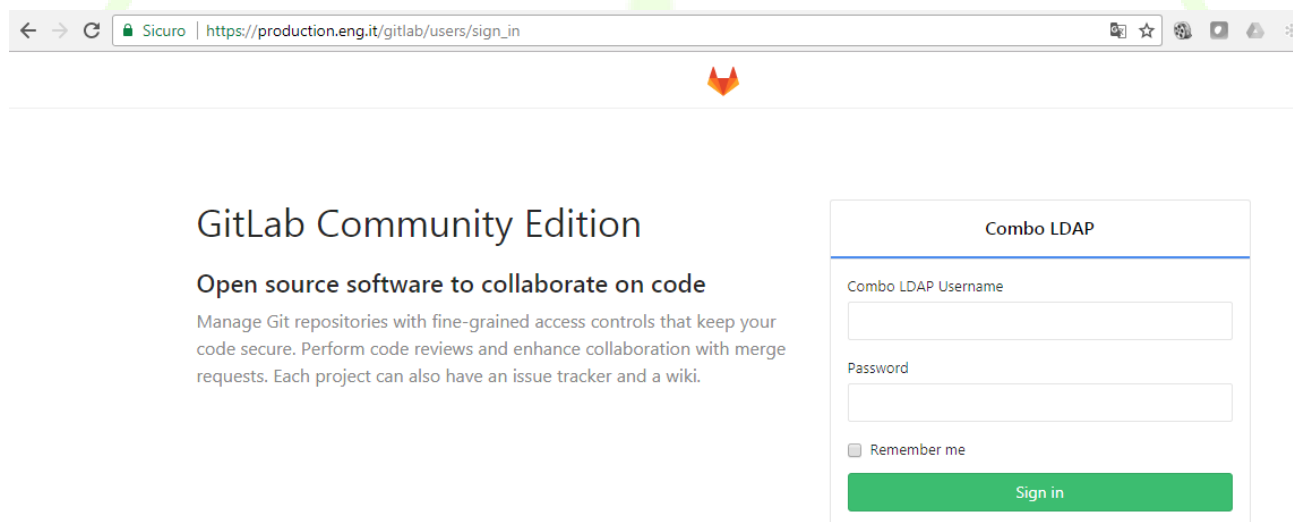 Sicuro | https://production.eng.it/gitlab/users/sign_in
GitLab Community Edition
Open source software to collaborate on code
Manage Git repositories with fine-grained access controls that keep your
code secure. Perform code reviews and enhance collaboration with merge
requests. Each project can also have an issue tracker and a wiki.
Combo LDAP
Combo LDAP Username
Password
Remember me
Sign in